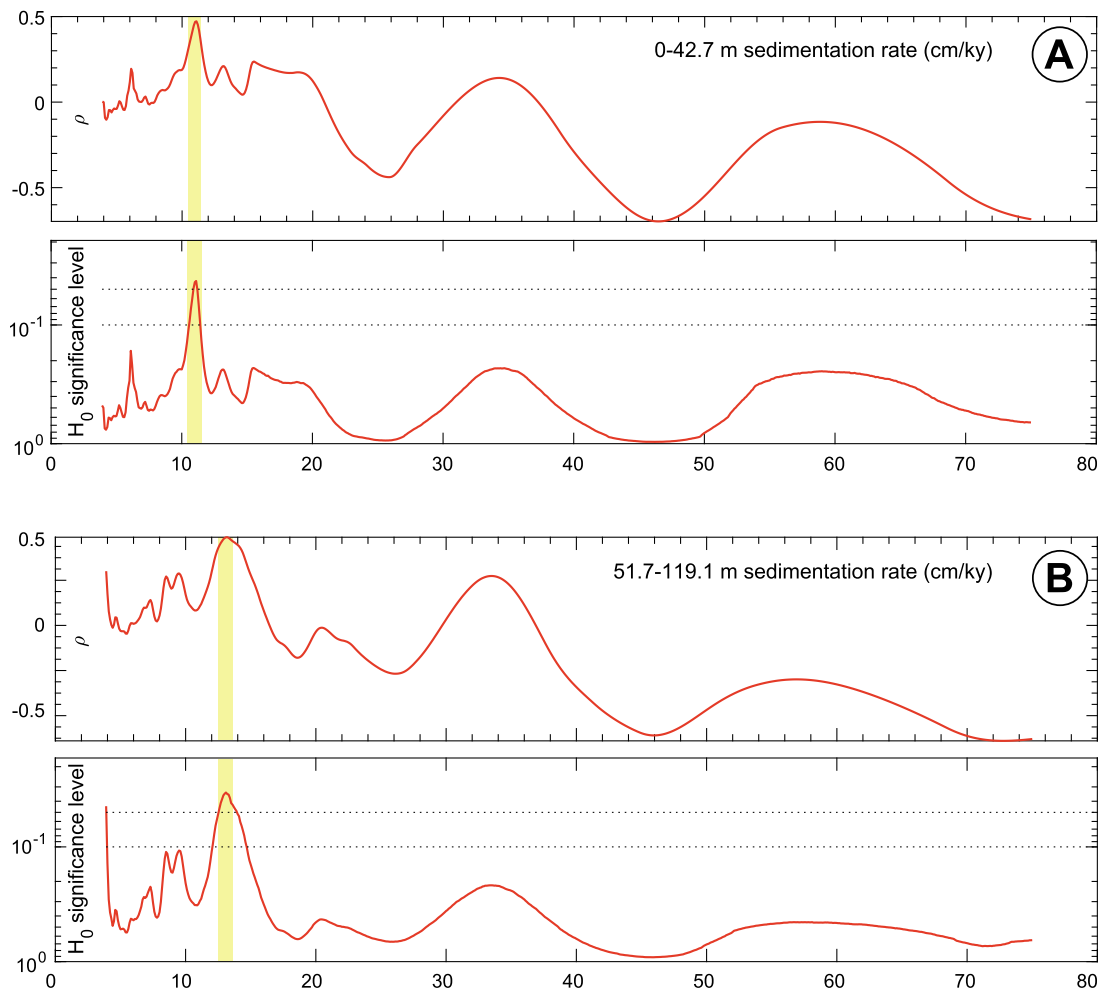 0.5
0-42.7 m sedimentation rate (cm/ky)
A
0
ρ
-0.5
H0 significance level
10-1
100
0 10 20 30 40 50 60 70 80
0.5
51.7-119.1 m sedimentation rate (cm/ky)
B
0
ρ
-0.5
H0 significance level
10-1
100
0 10 20 30 40 50 60 70 80